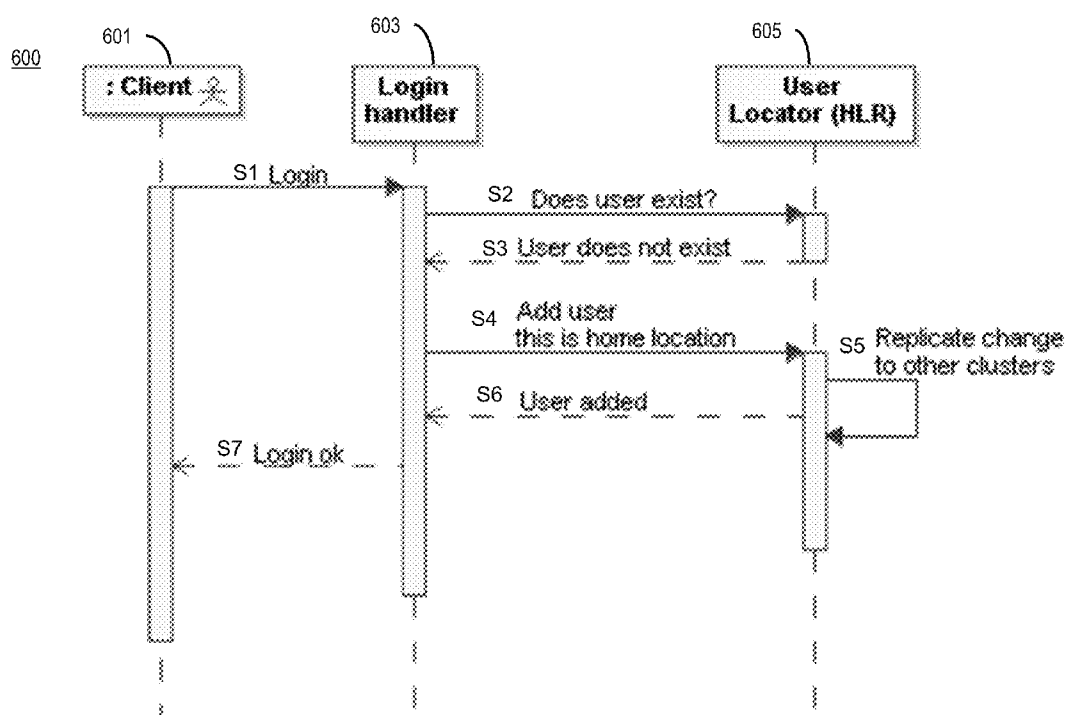 600
601
603
605
: Client
Login
handler
User
Locator (HLR)
S1 Login
S2 Does user exist?
S3 User does not exist
S4 Add user
this is home location
S5 Replicate change
to other clusters
S6 User added
S7 Login ok